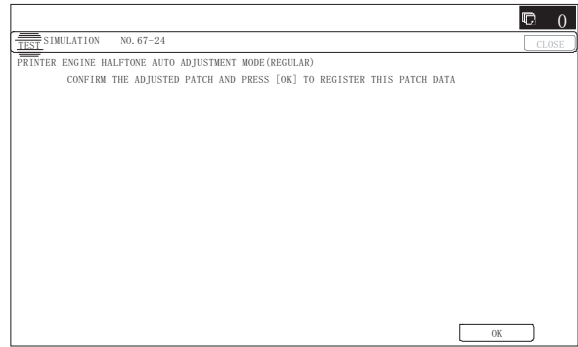 0
TEST SIMULATION NO. 67-24
CLOSE
PRINTER ENGINE HALFTONE AUTO ADJUSTMENT MODE(REGULAR)
CONFIRM THE ADJUSTED PATCH AND PRESS [OK] TO REGISTER THIS PATCH DATA
OK